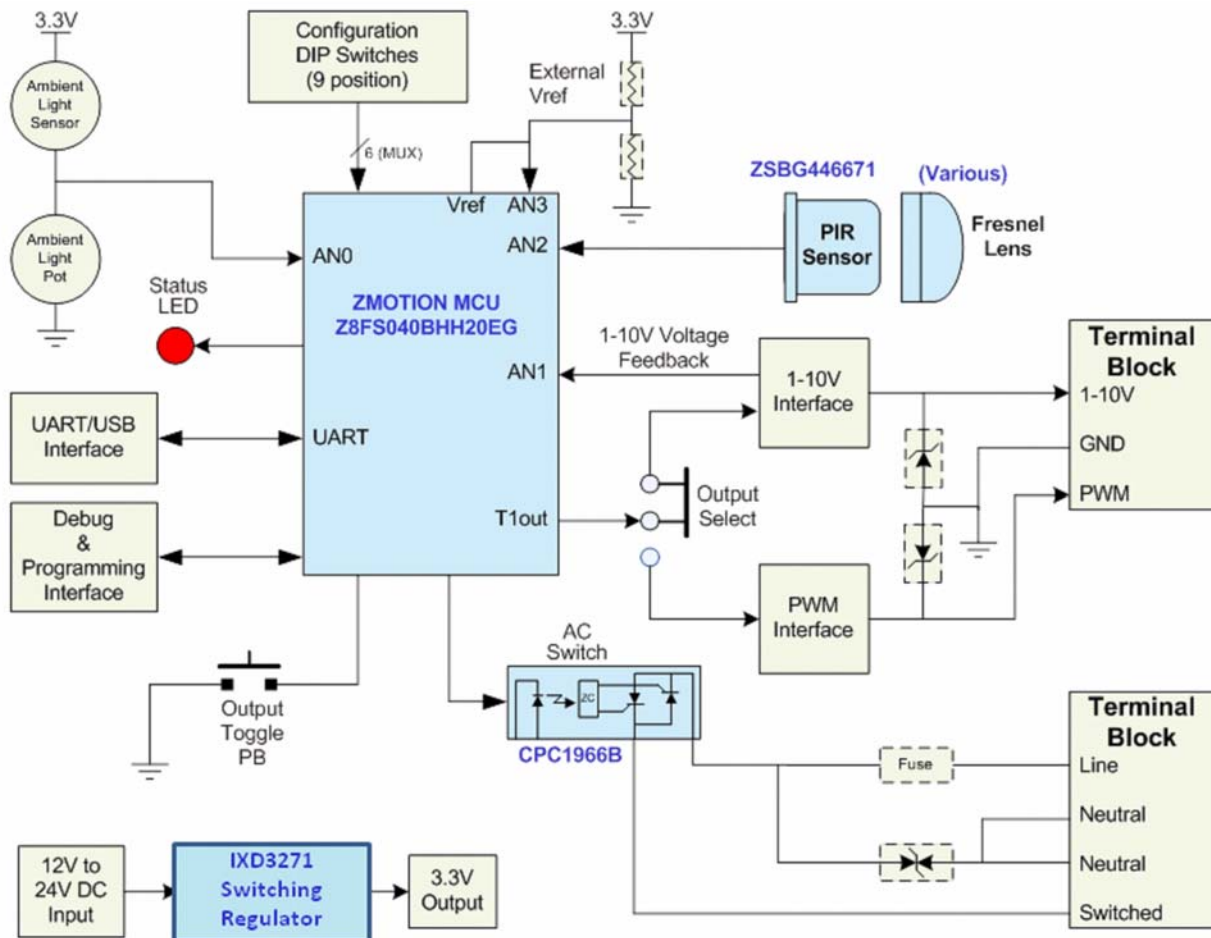 3.3V
Configuration
DIP Switches
(9 position)
3.3V
External
Vref
Ambient
Light
Sensor
6 (MUX)
ZSBG446671
(Various)
Vref
AN3
PIR
Sensor
Fresnel
Lens
AN2
Ambient
Light
Pot
AN0
Status
LED
ZMOTION MCU
Z8FS040BHH20EG
1-10V Voltage
Feedback
AN1
1-10V
Interface
Terminal
Block
1-10V
GND
PWM
UART/USB
Interface
UART
Output
Select
T1out
Debug
&
Programming
Interface
PWM
Interface
AC
Switch
ZC
CPC1966B
Output
Toggle
PB
Terminal
Block
Fuse
Line
Neutral
Neutral
Switched
12V to
24V DC
Input
IXD3271
Switching
Regulator
3.3V
Output